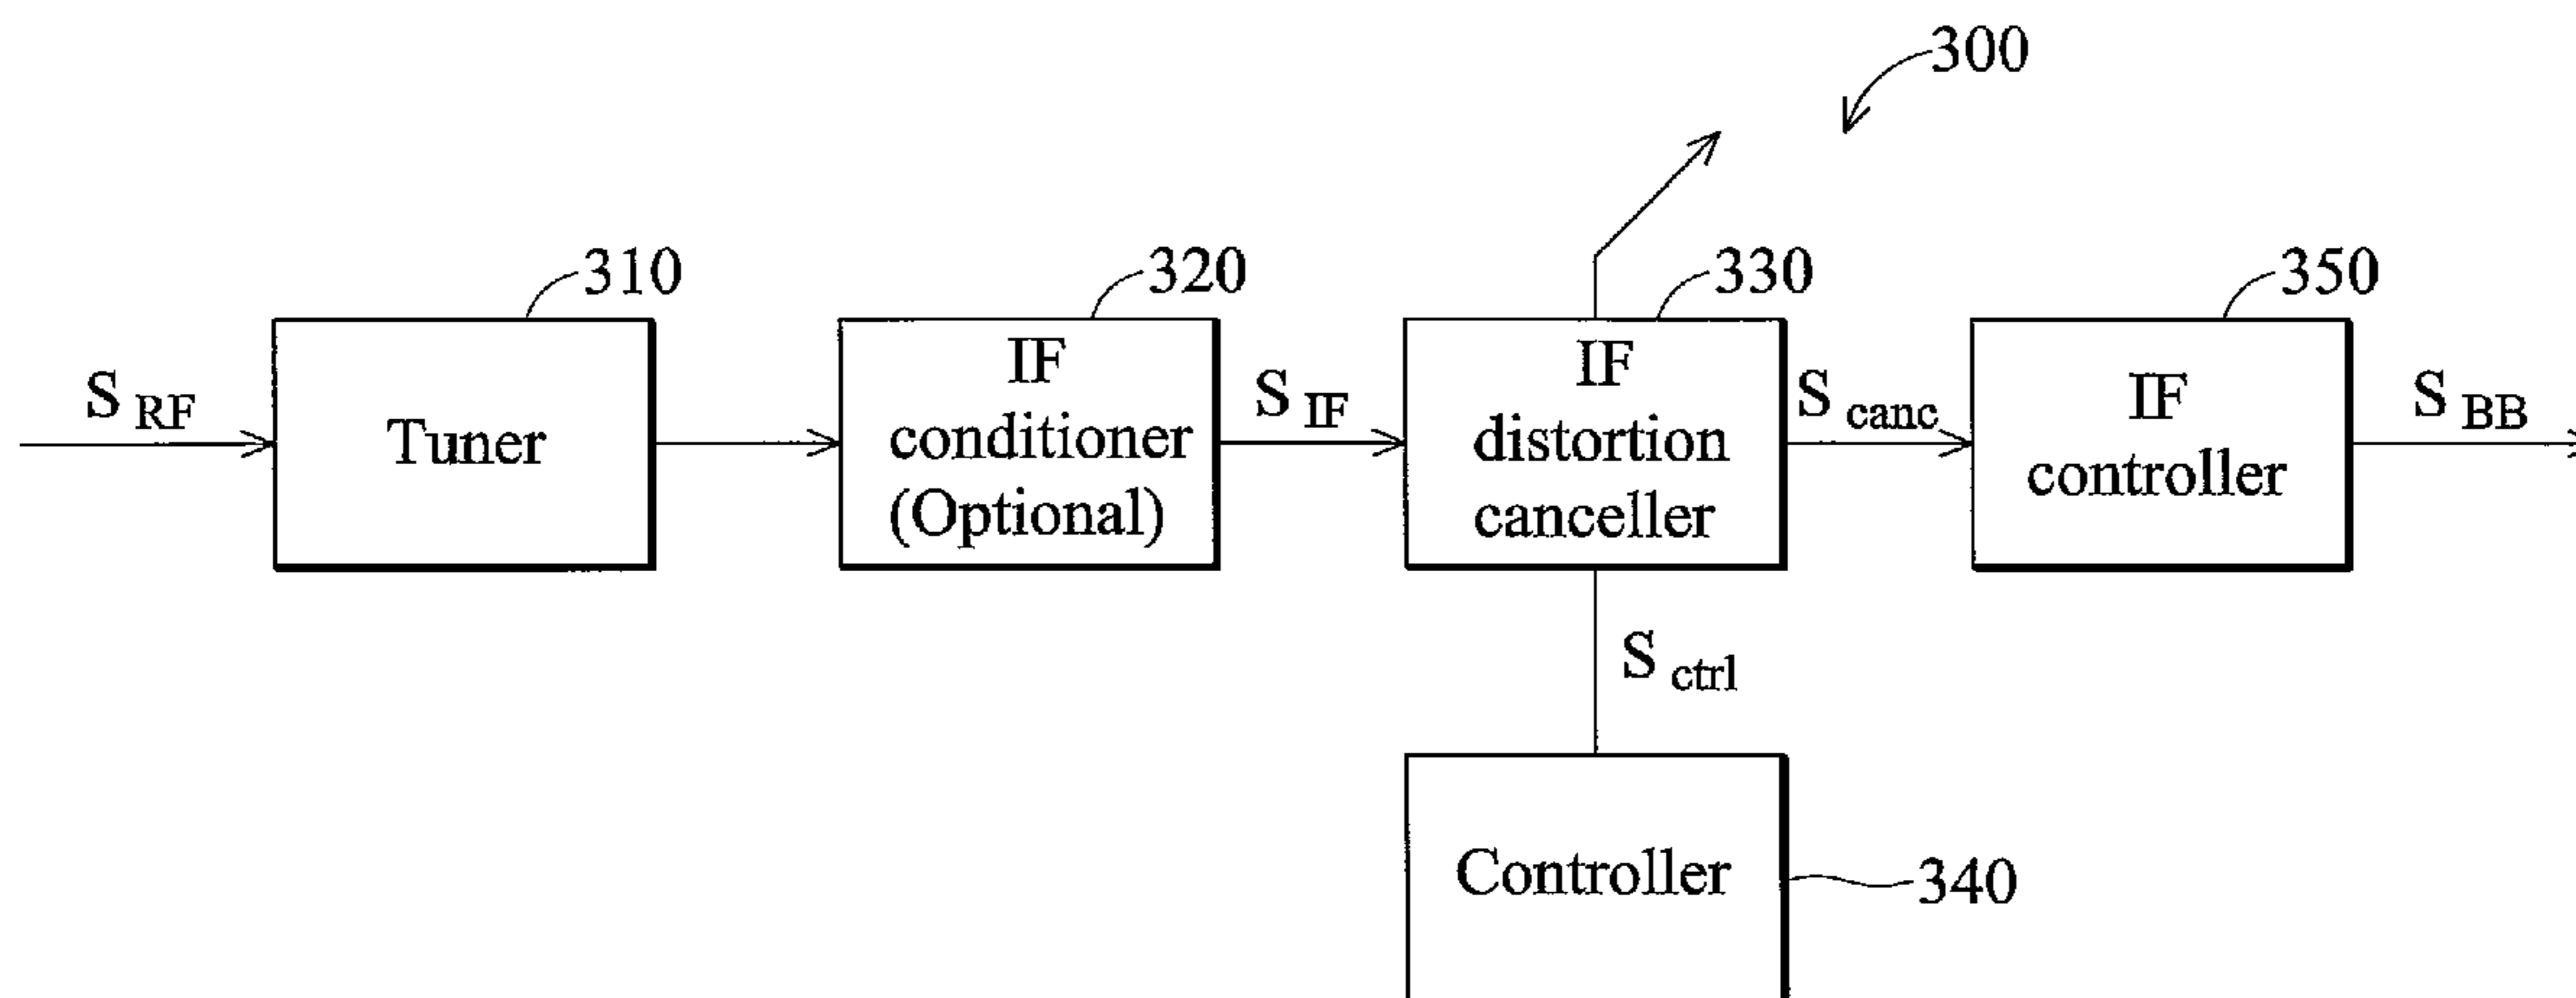 300
310
320
330
350
S RF
Tuner
IF
conditioner
(Optional)
S IF
IF
distortion
canceller
S canc
IF
controller
S BB
S ctrl
Controller
340